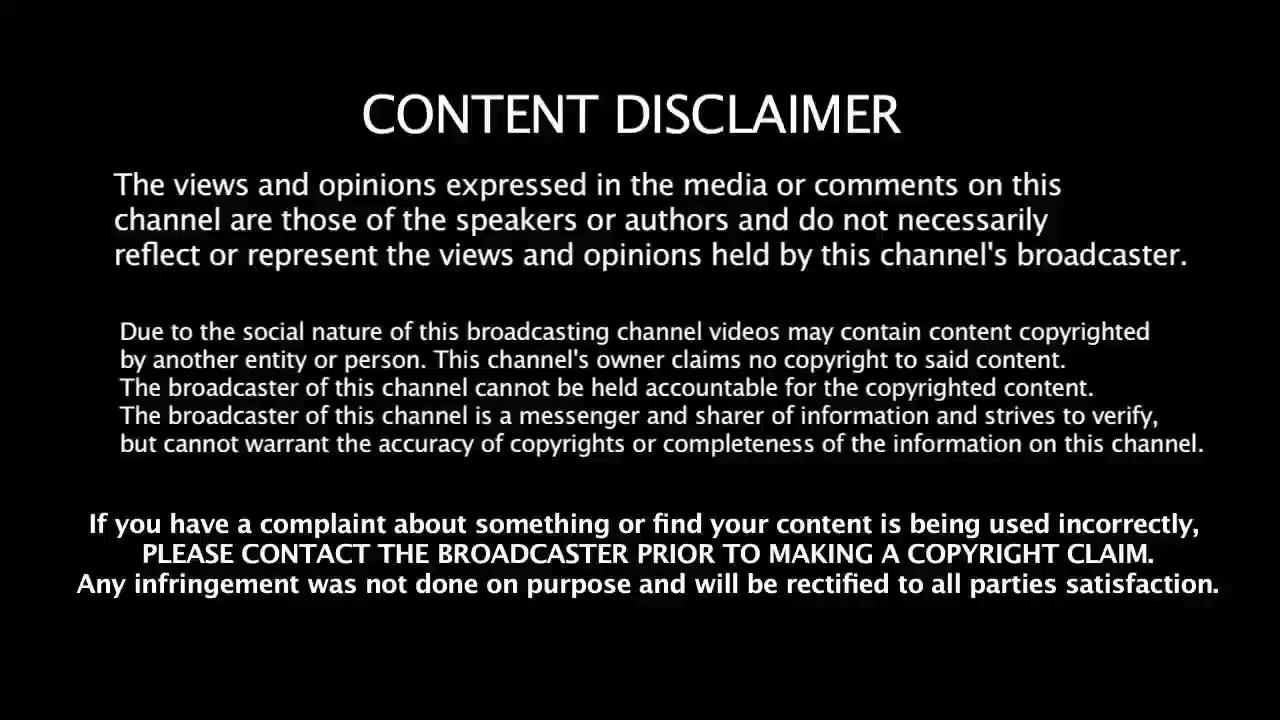 CONTENT DISCLAIMER
The views and opinions expressed in the media or comments on this
channel are those of the speakers or authors and do not necessarily
reflect or represent the views and opinions held by this channel's broadcaster.
Due to the social nature of this broadcasting channel videos may contain content copyrighted
by another entity or person. This channel's owner claims no copyright to said content.
The broadcaster of this channel cannot be held accountable for the copyrighted content.
The broadcaster of this channel is a messenger and sharer of information and strives to verify,
but cannot warrant the accuracy of copyrights or completeness of the information on this channel.
If you have a complaint about something or find your content is being used incorrectly,
PLEASE CONTACT THE BROADCASTER PRIOR TO MAKING A COPYRIGHT CLAIM.
Any infringement was not done on purpose and will be rectified to all parties satisfaction.